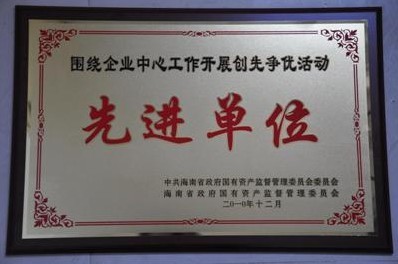 围绕企业中心工作开展创先争优活动
先进单位
中共海南省政府国有资产监督管理委员会委员会
海南省政府国有资产监督管理委员会
二〇一〇年十二月